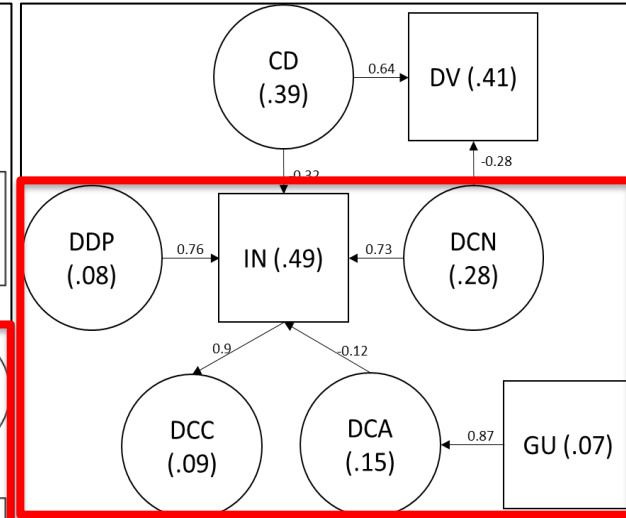 CD
(.39)
0.64
DV (.41)
-0.32
-0.28
DDP
(.08)
0.76
IN (.49)
0.73
DCN
(.28)
0.9
-0.12
DCC
(.09)
DCA
(.15)
0.87
GU (.07)